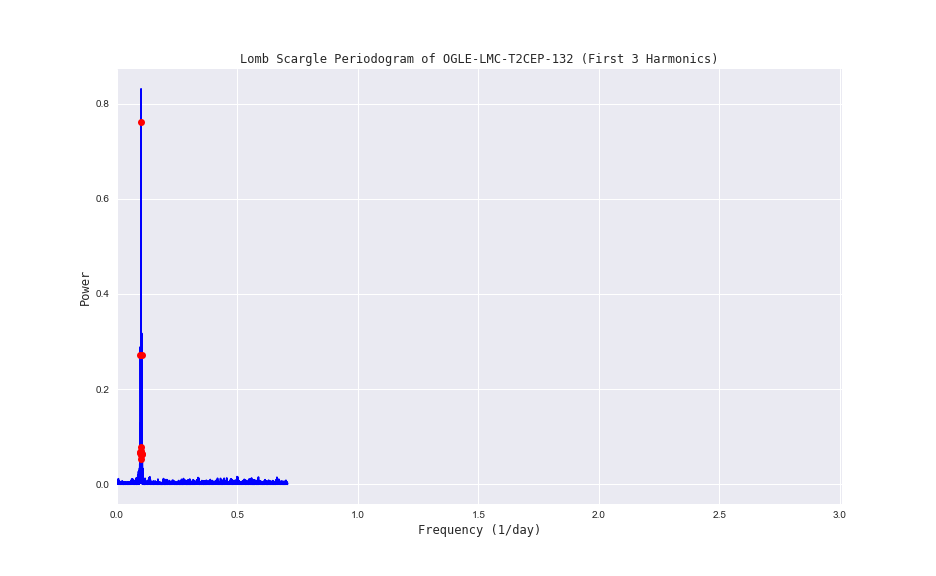 Lomb Scargle Periodogram of OGLE-LMC-T2CEP-132 (First 3 Harmonics)
0.8
0.6
0.4
0.2
0.0
Power
0.0 0.5 1.0 1.5 2.0 2.5 3.0
Frequency (1/day)